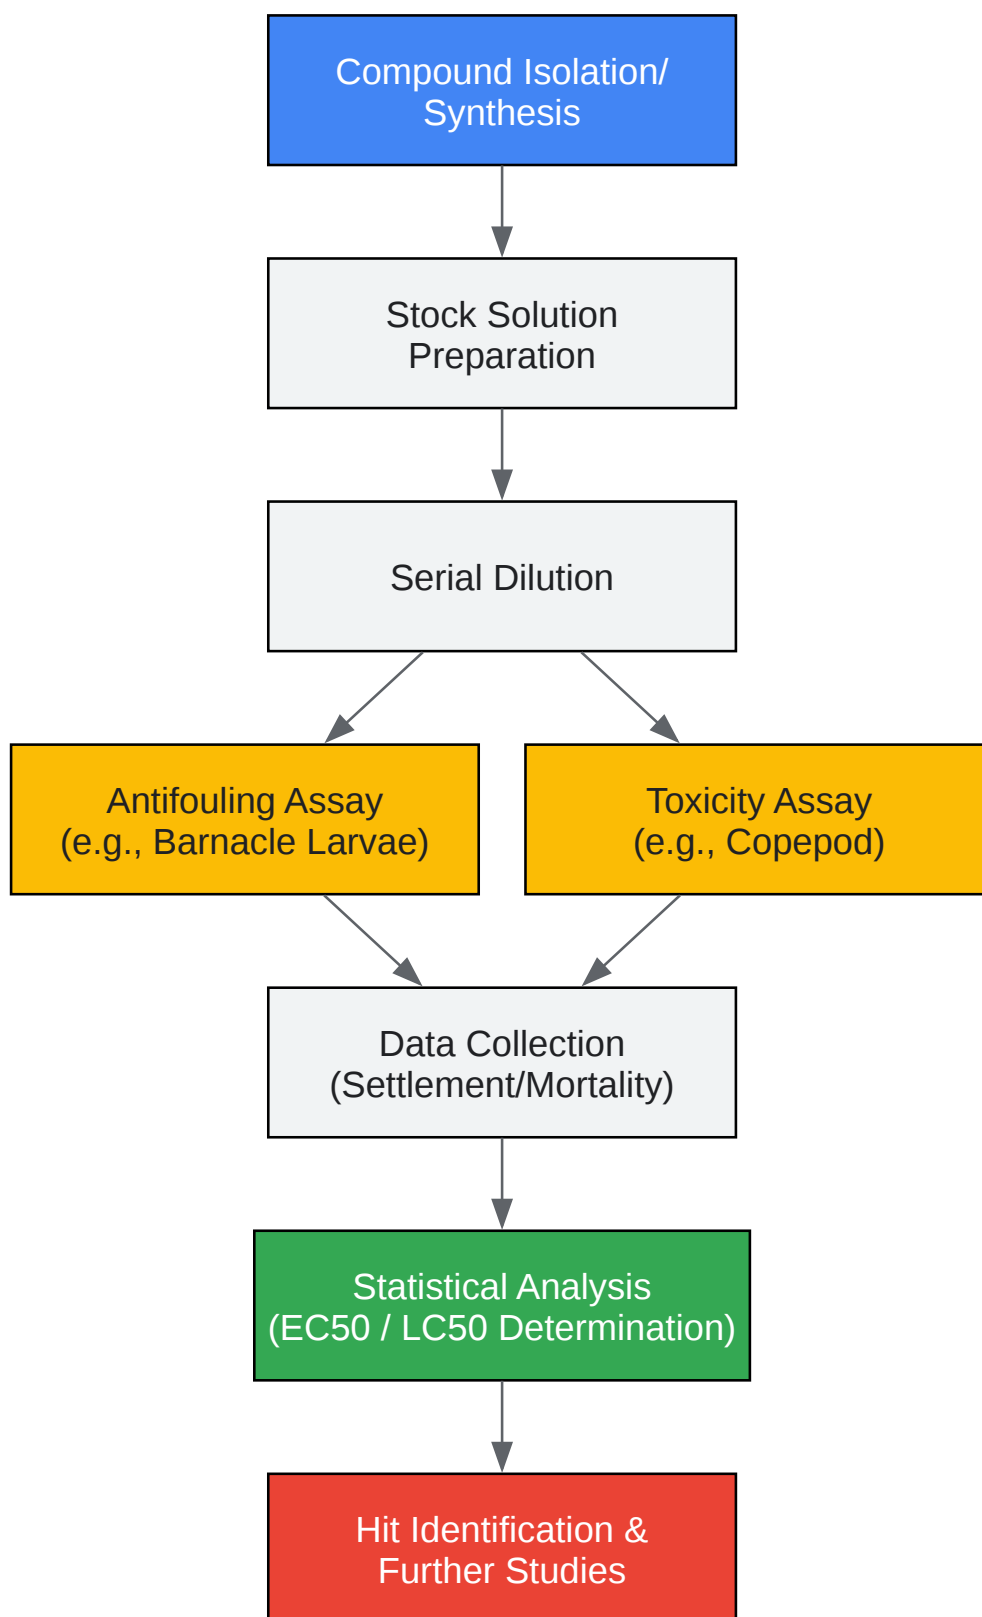 Compound Isolation/
Synthesis
Stock Solution
Preparation
Serial Dilution
Antifouling Assay
(e.g., Barnacle Larvae)
Toxicity Assay
(e.g., Copepod)
Data Collection
(Settlement/Mortality)
Statistical Analysis
(EC50 / LC50 Determination)
Hit Identification &
Further Studies